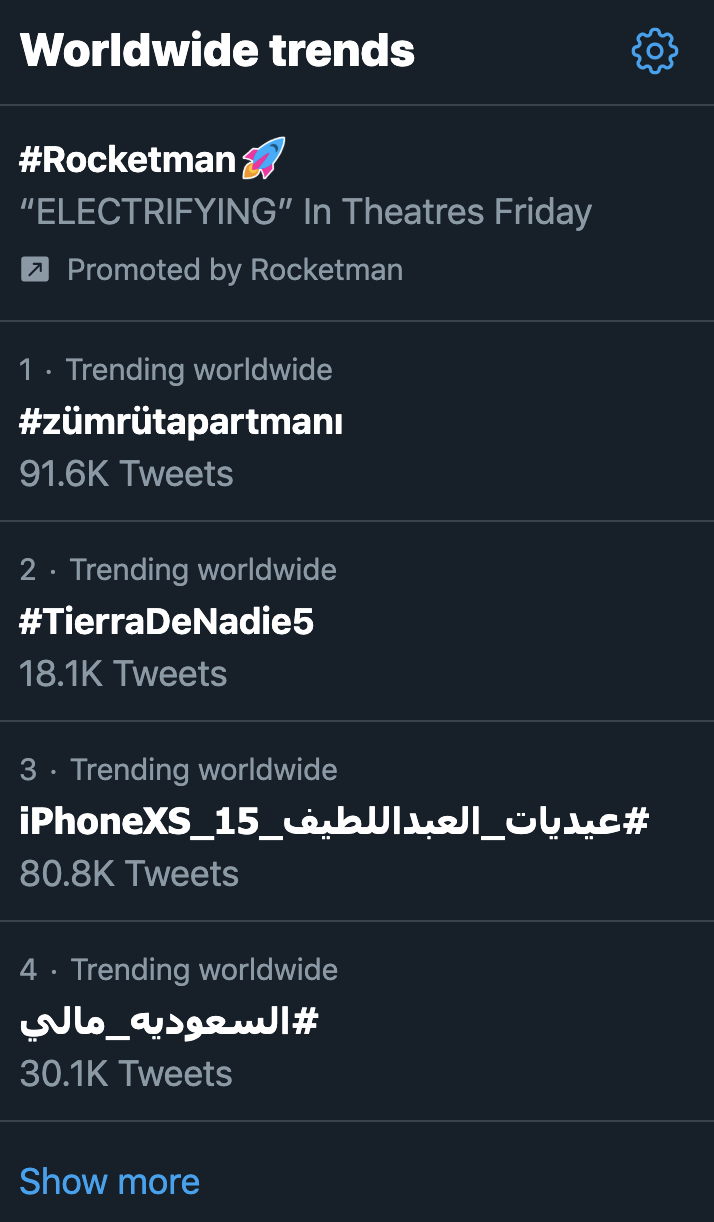 Worldwide trends
#Rocketman🚀
“ELECTRIFYING” In Theatres Friday
Promoted by Rocketman
1 · Trending worldwide
#zümrütapartmanı
91.6K Tweets
2 · Trending worldwide
#TierraDeNadie5
18.1K Tweets
3 · Trending worldwide
#عيديات_العبداللطيف_15_iPhoneXS
80.8K Tweets
4 · Trending worldwide
#السعوديه_مالي
30.1K Tweets
Show more